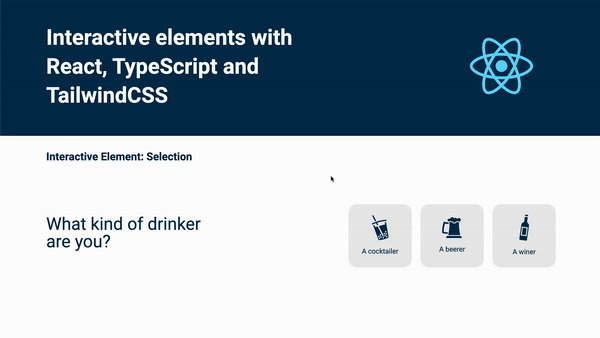 Interactive elements with
React, TypeScript and
TailwindCSS
Interactive Element: Selection
What kind of drinker
are you?
A cocktailer
A beerer
A winer